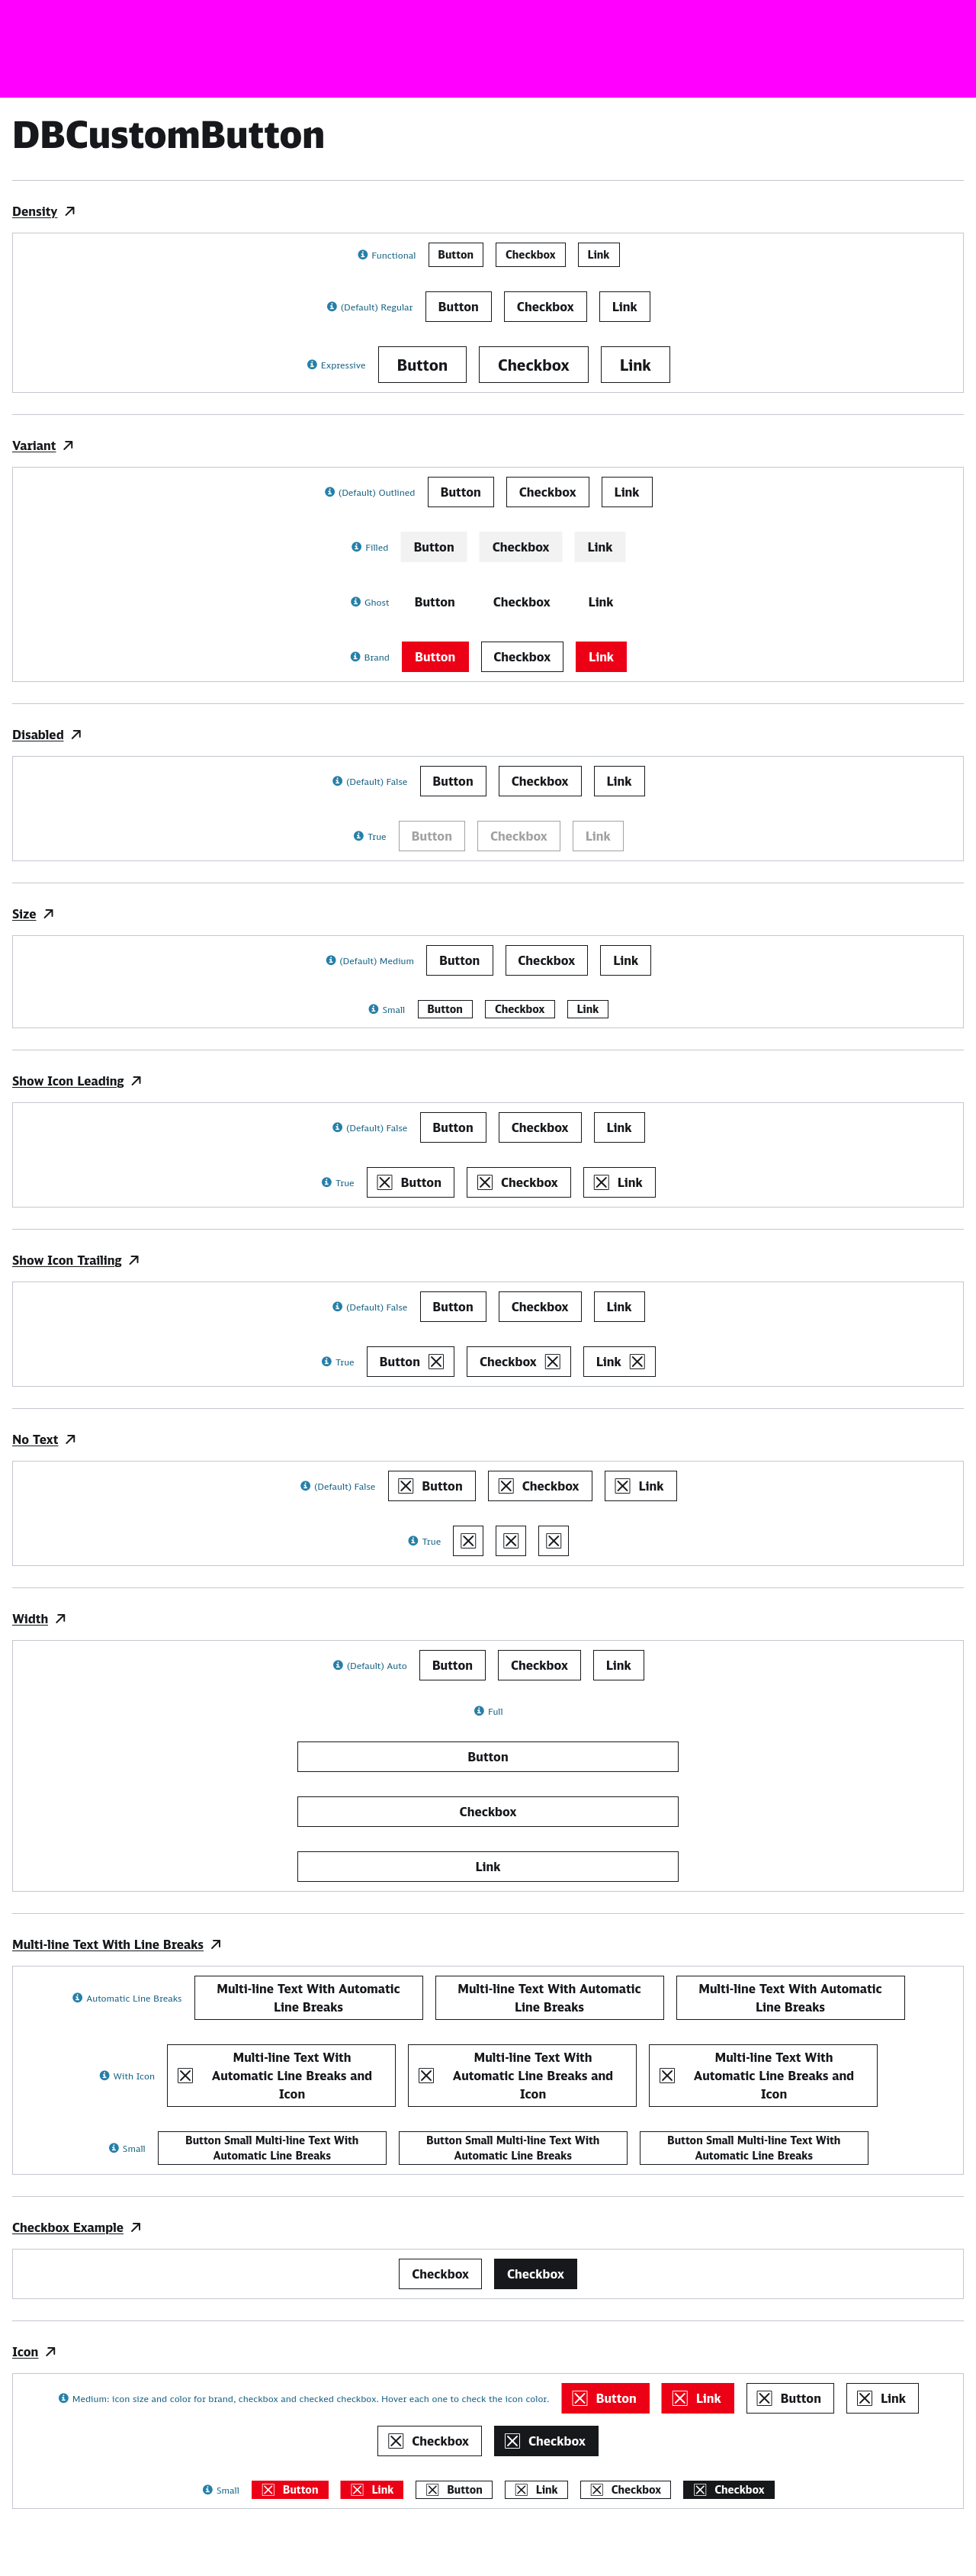 DBCustomButton
Density
Functional Button Checkbox Link
(Default) Regular Button Checkbox Link
Expressive Button Checkbox Link
Variant
(Default) Outlined Button Checkbox Link
Filled Button Checkbox Link
Ghost Button Checkbox Link
Brand Button Checkbox Link
Disabled
(Default) False Button Checkbox Link
True Button Checkbox Link
Size
(Default) Medium Button Checkbox Link
Small Button Checkbox Link
Show Icon Leading
(Default) False Button Checkbox Link
True Button Checkbox Link
Show Icon Trailing
(Default) False Button Checkbox Link
True Button Checkbox Link
No Text
(Default) False Button Checkbox Link
True
Width
(Default) Auto Button Checkbox Link
Full
Button
Checkbox
Link
Multi-line Text With Line Breaks
Automatic Line Breaks
Multi-line Text With Automatic
Line Breaks
Multi-line Text With Automatic
Line Breaks
Multi-line Text With Automatic
Line Breaks
With Icon
Multi-line Text With
Automatic Line Breaks and
Icon
Multi-line Text With
Automatic Line Breaks and
Icon
Multi-line Text With
Automatic Line Breaks and
Icon
Small
Button Small Multi-line Text With
Automatic Line Breaks
Button Small Multi-line Text With
Automatic Line Breaks
Button Small Multi-line Text With
Automatic Line Breaks
Checkbox Example
Checkbox Checkbox
Icon
Medium: icon size and color for brand, checkbox and checked checkbox. Hover each one to check the icon color. Button Link Button Link
Checkbox Checkbox
Small Button Link Button Link Checkbox Checkbox